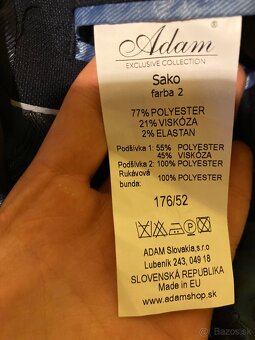 Adam
EXCLUSIVE COLLECTION
Sako
farba 2
77% POLYESTER
21% VISKÓZA
2% ELASTAN
Podšívka 1: 55% POLYESTER
45% VISKÓZA
Podšívka 2: 100% POLYESTER
Rukávová
bunda: 100% POLYESTER
176/52
ADAM Slovakia,s.r.o
Lubeník 243, 049 18
SLOVENSKÁ REPUBLIKA
Made in EU
www.adamshop.sk
Bazos.sk